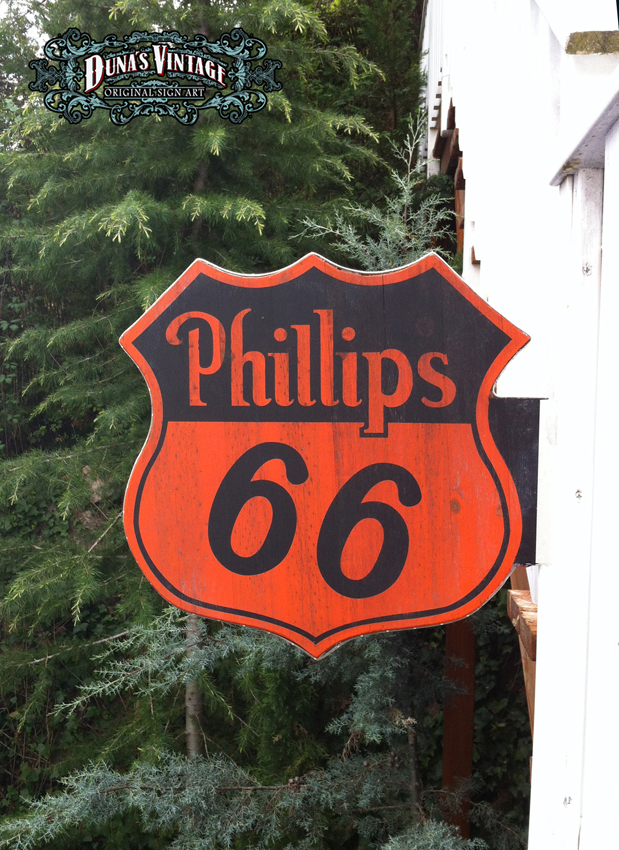 DUNA'S VINTAGE
ORIGINAL SIGN ART
Phillips
66